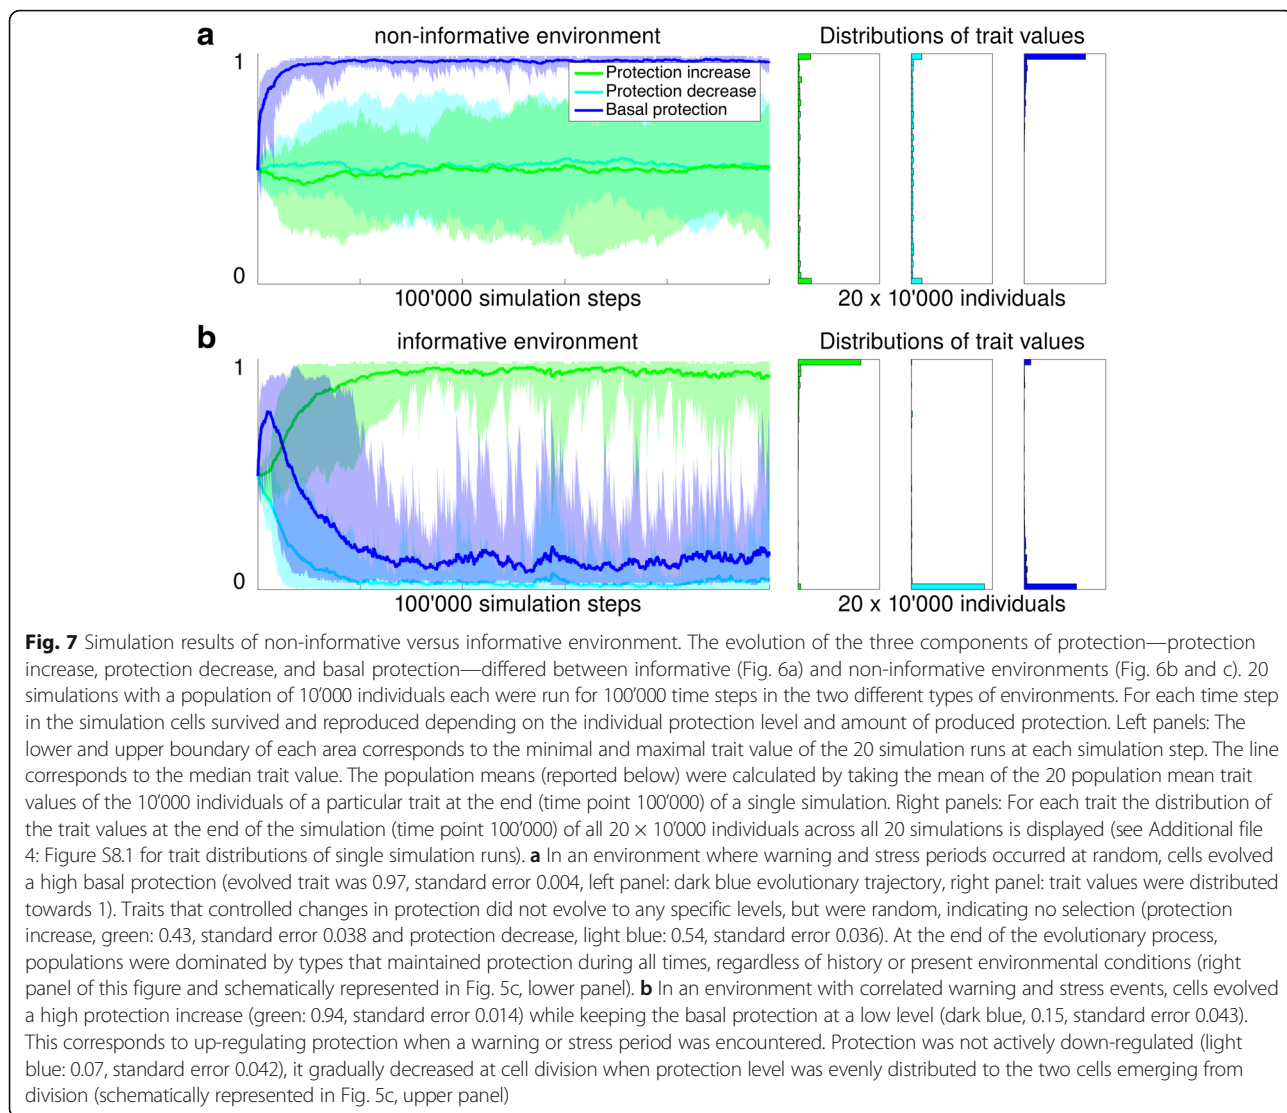 a
non-informative environment
Distributions of trait values
1
Protection increase
Protection decrease
Basal protection
0
100'000 simulation steps
20 x 10'000 individuals
b
informative environment
Distributions of trait values
1
0
100'000 simulation steps
20 x 10'000 individuals
Fig. 7 Simulation results of non-informative versus informative environment. The evolution of the three components of protection—protection
increase, protection decrease, and basal protection—differed between informative (Fig. 6a) and non-informative environments (Fig. 6b and c). 20
simulations with a population of 10'000 individuals each were run for 100'000 time steps in the two different types of environments. For each time step
in the simulation cells survived and reproduced depending on the individual protection level and amount of produced protection. Left panels: The
lower and upper boundary of each area corresponds to the minimal and maximal trait value of the 20 simulation runs at each simulation step. The line
corresponds to the median trait value. The population means (reported below) were calculated by taking the mean of the 20 population mean trait
values of the 10'000 individuals of a particular trait at the end (time point 100'000) of a single simulation. Right panels: For each trait the distribution of
the trait values at the end of the simulation (time point 100'000) of all 20 × 10'000 individuals across all 20 simulations is displayed (see Additional file
4: Figure S8.1 for trait distributions of single simulation runs). a In an environment where warning and stress periods occurred at random, cells evolved
a high basal protection (evolved trait was 0.97, standard error 0.004, left panel: dark blue evolutionary trajectory, right panel: trait values were distributed
towards 1). Traits that controlled changes in protection did not evolve to any specific levels, but were random, indicating no selection (protection
increase, green: 0.43, standard error 0.038 and protection decrease, light blue: 0.54, standard error 0.036). At the end of the evolutionary process,
populations were dominated by types that maintained protection during all times, regardless of history or present environmental conditions (right
panel of this figure and schematically represented in Fig. 5c, lower panel). b In an environment with correlated warning and stress events, cells evolved
a high protection increase (green: 0.94, standard error 0.014) while keeping the basal protection at a low level (dark blue, 0.15, standard error 0.043).
This corresponds to up-regulating protection when a warning or stress period was encountered. Protection was not actively down-regulated (light
blue: 0.07, standard error 0.042), it gradually decreased at cell division when protection level was evenly distributed to the two cells emerging from
division (schematically represented in Fig. 5c, upper panel)